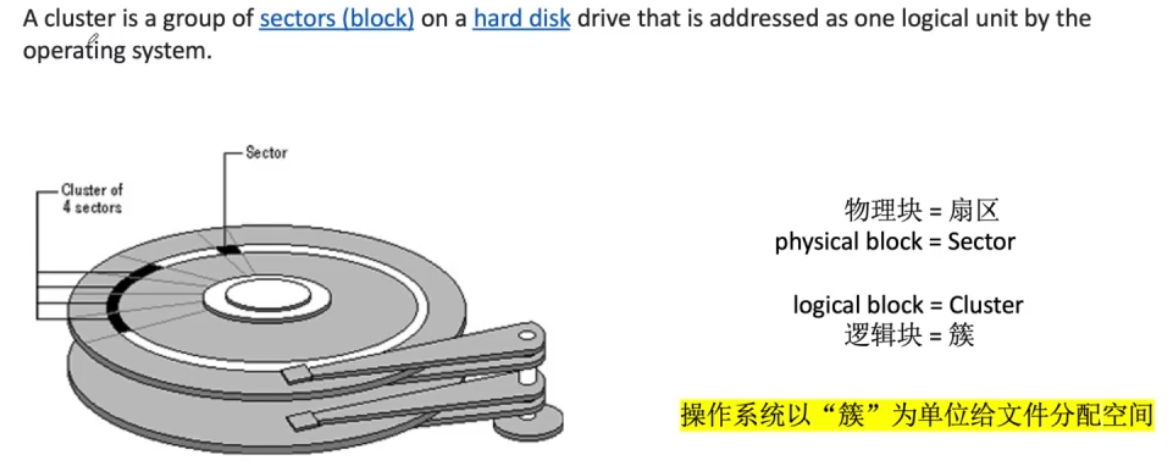 A cluster is a group of sectors (block) on a hard disk drive that is addressed as one logical unit by the
operating system.
Sector
Cluster of
4 sectors
物理块 = 扇区
physical block = Sector
logical block = Cluster
逻辑块 = 簇
操作系统以“簇”为单位给文件分配空间